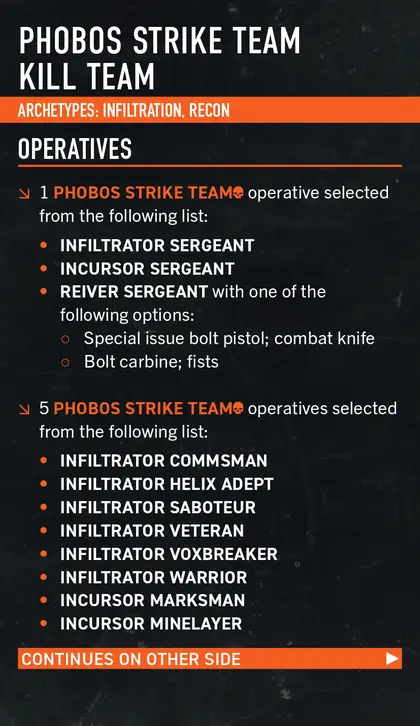 PHOBOS STRIKE TEAM
KILL TEAM
ARCHETYPES: INFILTRATION, RECON
OPERATIVES
↘ 1 PHOBOS STRIKE TEAM💀 operative selected
from the following list:
• INFILTRATOR SERGEANT
• INCURSOR SERGEANT
• REIVER SERGEANT with one of the
following options:
○ Special issue bolt pistol; combat knife
○ Bolt carbine; fists
↘ 5 PHOBOS STRIKE TEAM💀 operatives selected
from the following list:
• INFILTRATOR COMMSMAN
• INFILTRATOR HELIX ADEPT
• INFILTRATOR SABOTEUR
• INFILTRATOR VETERAN
• INFILTRATOR VOXBREAKER
• INFILTRATOR WARRIOR
• INCURSOR MARKSMAN
• INCURSOR MINELAYER
CONTINUES ON OTHER SIDE ▶